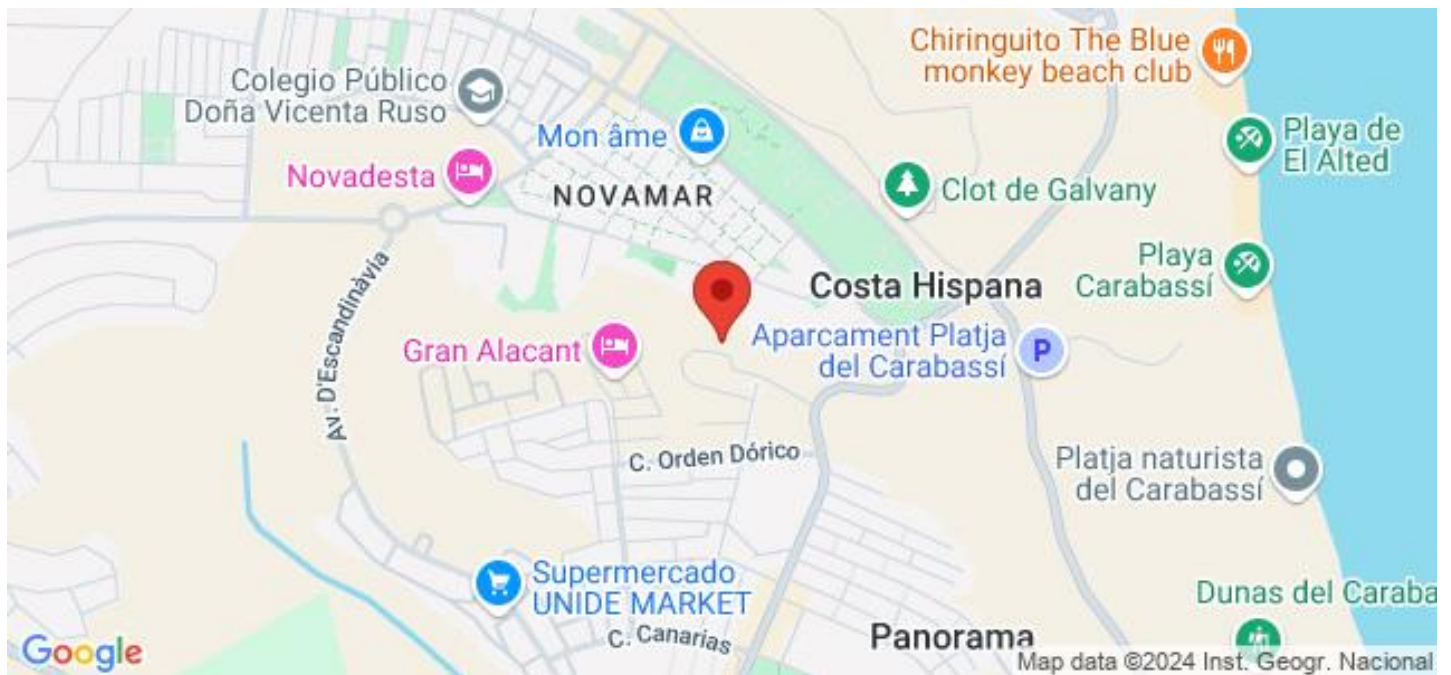 Chiringuito The Blue
monkey beach club
Colegio Público
Doña Vicenta Ruso
Mon âme
Playa de
El Alted
Novadesta
NOVAMAR
Clot de Galvany
Playa
Carabassí
Costa Hispana
Av. D'Escandinàvia
Gran Alacant
Aparcament Platja
del Carabassí
P
C. Orden Dórico
Platja naturista
del Carabassí
Supermercado
UNIDE MARKET
Dunas del Caraba
C. Canarias
Panorama
Google
Map data ©2024 Inst. Geogr. Nacional